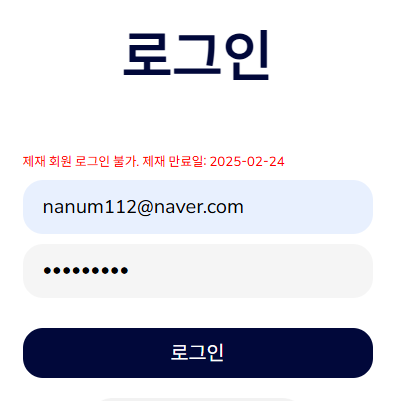 로그인
제재 회원 로그인 불가. 제재 만료일: 2025-02-24
nanum112@naver.com
•••••••••
로그인